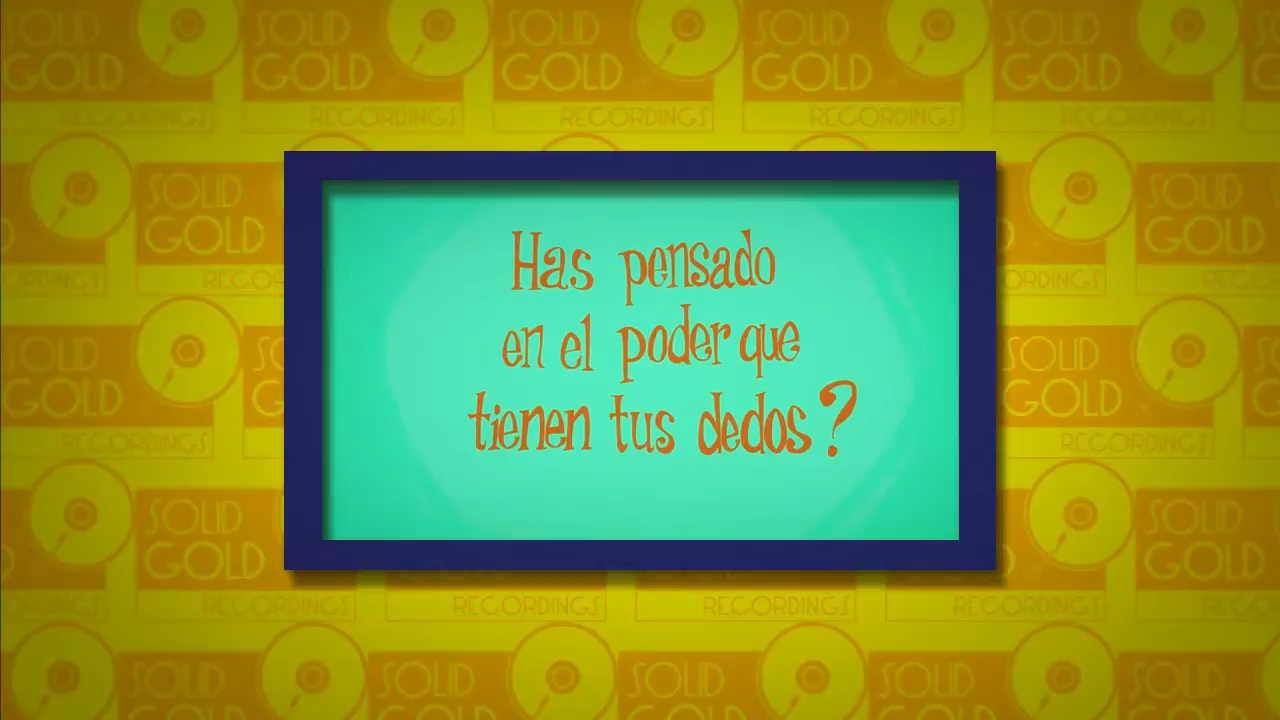 SOLID
GOLD
RECORDINGS
Has pensado
en el poder que
tienen tus dedos?